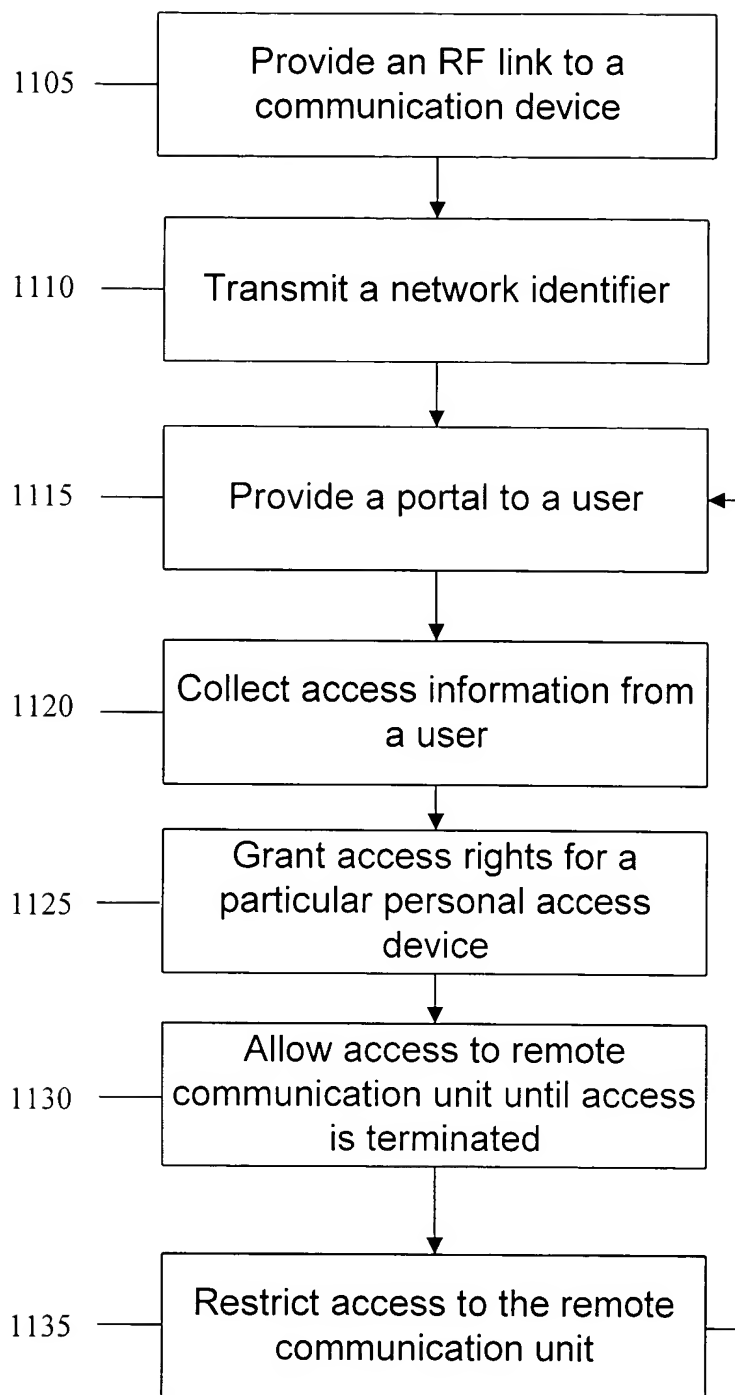 1105
Provide an RF link to a
communication device
1110
Transmit a network identifier
1115
Provide a portal to a user
1120
Collect access information from
a user
1125
Grant access rights for a
particular personal access
device
1130
Allow access to remote
communication unit until access
is terminated
1135
Restrict access to the remote
communication unit